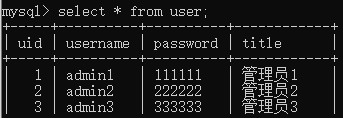 mysql> select * from user;
| uid | username | password | title
| 1 | admin1 | 111111 | 管理员1
| 2 | admin2 | 222222 | 管理员2
| 3 | admin3 | 333333 | 管理员3